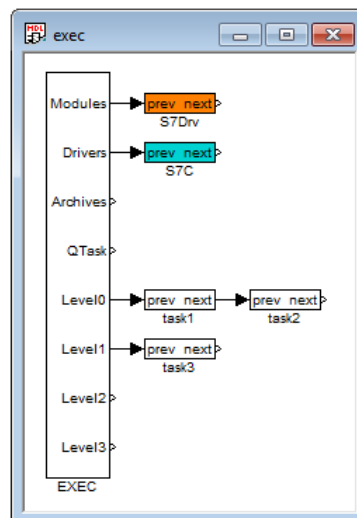 MDL exec
Modules prev next
S7Drv
Drivers prev next
S7C
Archives
QTask
Level0 prev next prev next
task1 task2
Level1 prev next
task3
Level2
Level3
EXEC